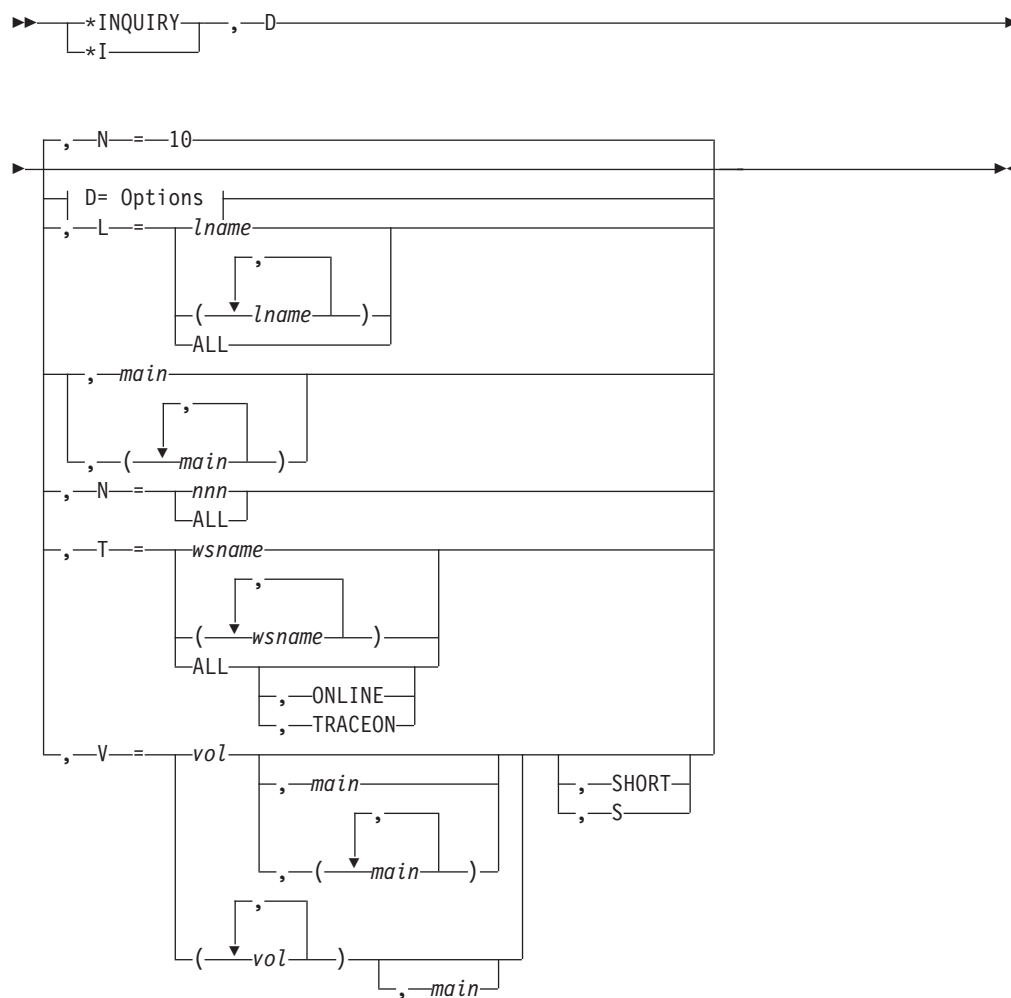 *INQUIRY , D
*I
, N = 10
D= Options
, L = lname
,
( lname )
ALL
, main
,
, ( main )
, N = nnn
ALL
, T = wsname
,
( wsname )
ALL
, ONLINE
, TRACEON
, V = vol
, main , SHORT
, , S
, ( main )
,
( vol )
, main